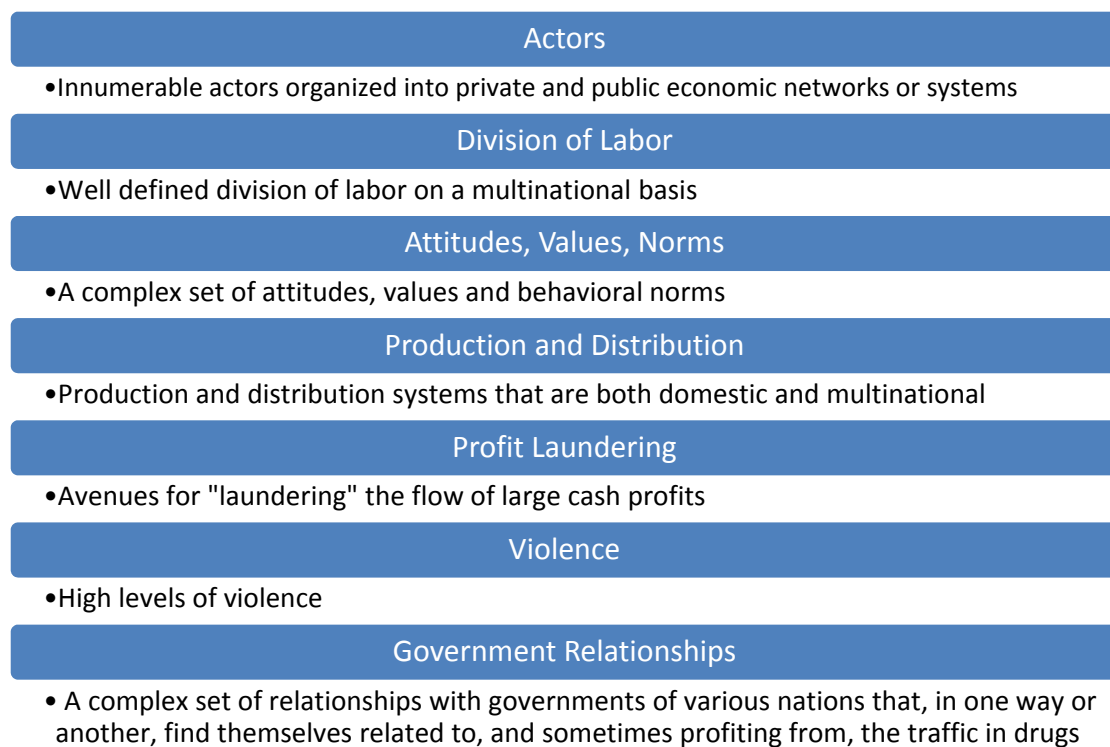 Actors
•Innumerable actors organized into private and public economic networks or systems
Division of Labor
•Well defined division of labor on a multinational basis
Attitudes, Values, Norms
•A complex set of attitudes, values and behavioral norms
Production and Distribution
•Production and distribution systems that are both domestic and multinational
Profit Laundering
•Avenues for "laundering" the flow of large cash profits
Violence
•High levels of violence
Government Relationships
• A complex set of relationships with governments of various nations that, in one way or
another, find themselves related to, and sometimes profiting from, the traffic in drugs